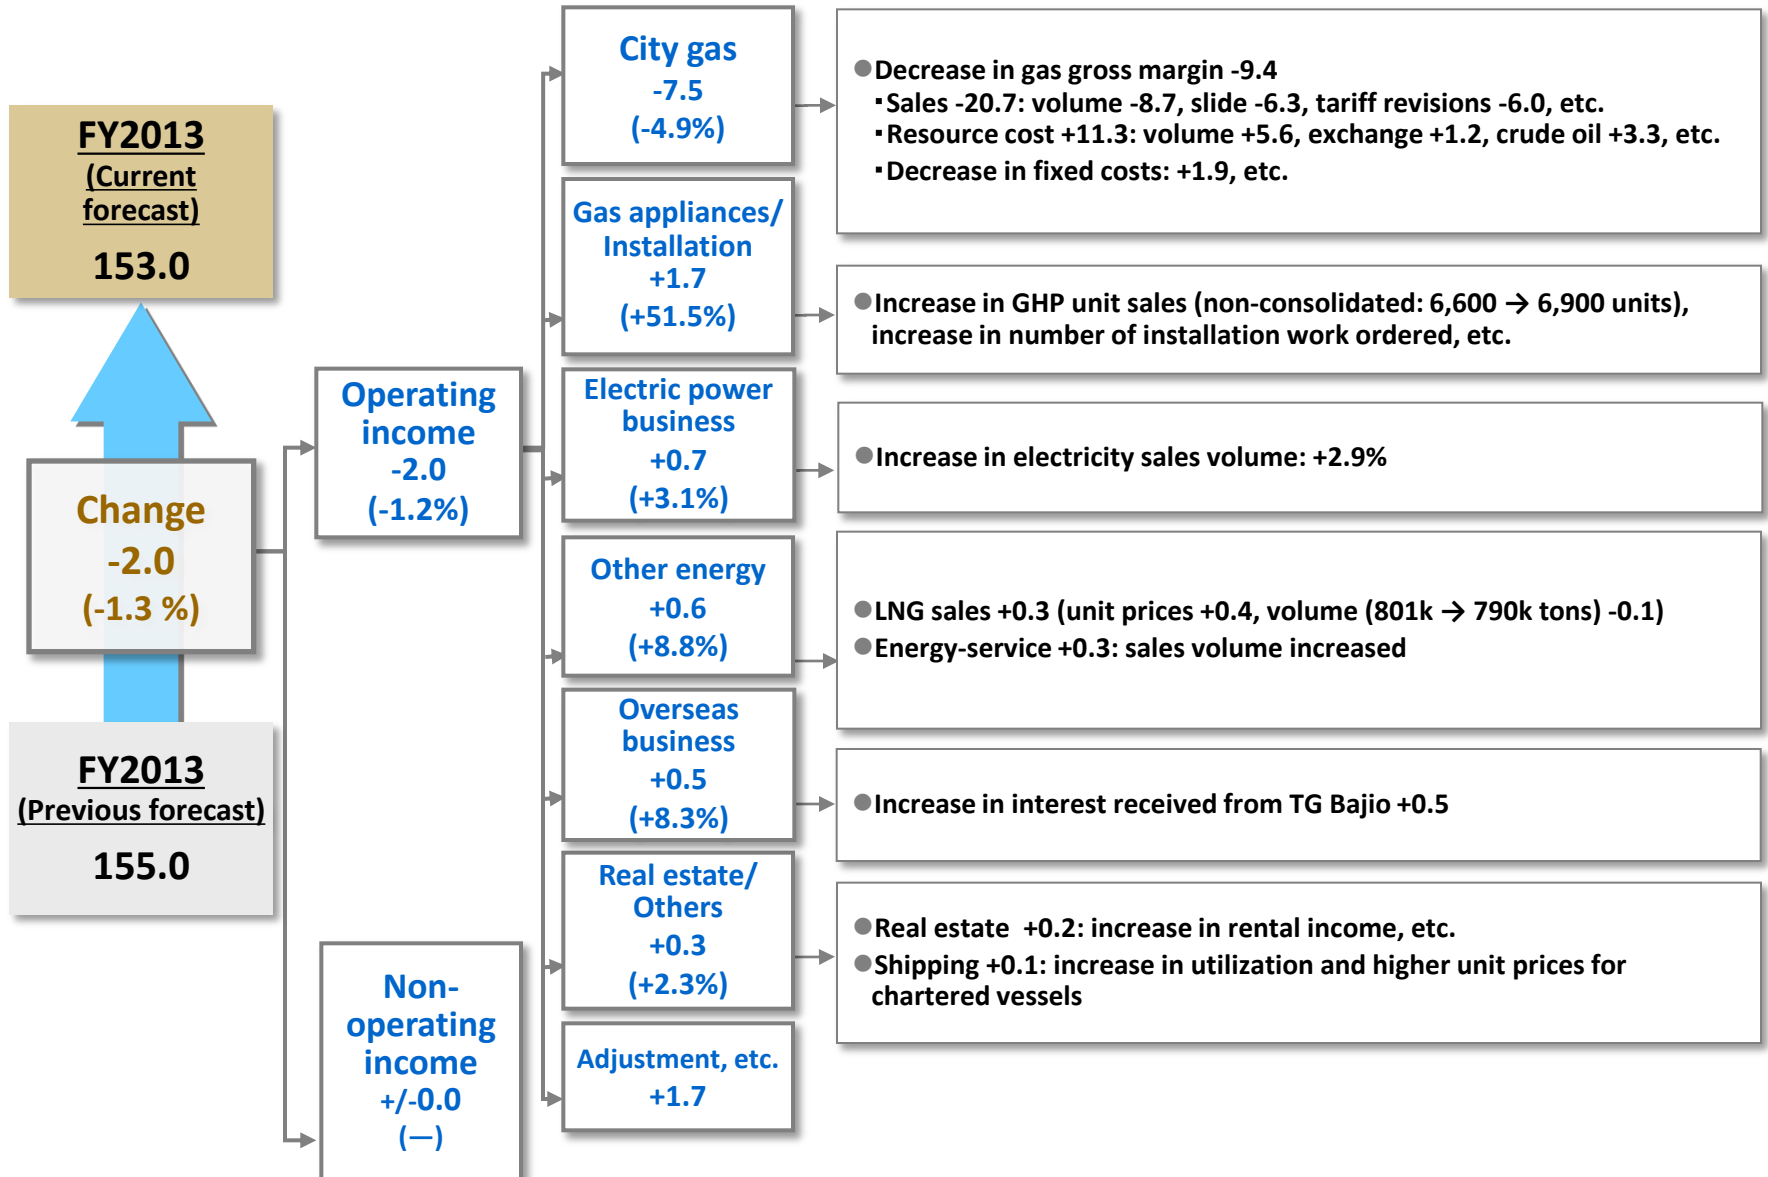 FY2013
(Current
forecast)
153.0
Change
-2.0
(-1.3 %)
FY2013
(Previous forecast)
155.0
Operating
income
-2.0
(-1.2%)
Non-
operating
income
+/-0.0
(—)
City gas
-7.5
(-4.9%)
Gas appliances/
Installation
+1.7
(+51.5%)
Electric power
business
+0.7
(+3.1%)
Other energy
+0.6
(+8.8%)
Overseas
business
+0.5
(+8.3%)
Real estate/
Others
+0.3
(+2.3%)
Adjustment, etc.
+1.7
●Decrease in gas gross margin -9.4
▪Sales -20.7: volume -8.7, slide -6.3, tariff revisions -6.0, etc.
▪Resource cost +11.3: volume +5.6, exchange +1.2, crude oil +3.3, etc.
▪Decrease in fixed costs: +1.9, etc.
●Increase in GHP unit sales (non-consolidated: 6,600 → 6,900 units),
increase in number of installation work ordered, etc.
●Increase in electricity sales volume: +2.9%
●LNG sales +0.3 (unit prices +0.4, volume (801k → 790k tons) -0.1)
●Energy-service +0.3: sales volume increased
●Increase in interest received from TG Bajio +0.5
●Real estate +0.2: increase in rental income, etc.
●Shipping +0.1: increase in utilization and higher unit prices for
chartered vessels